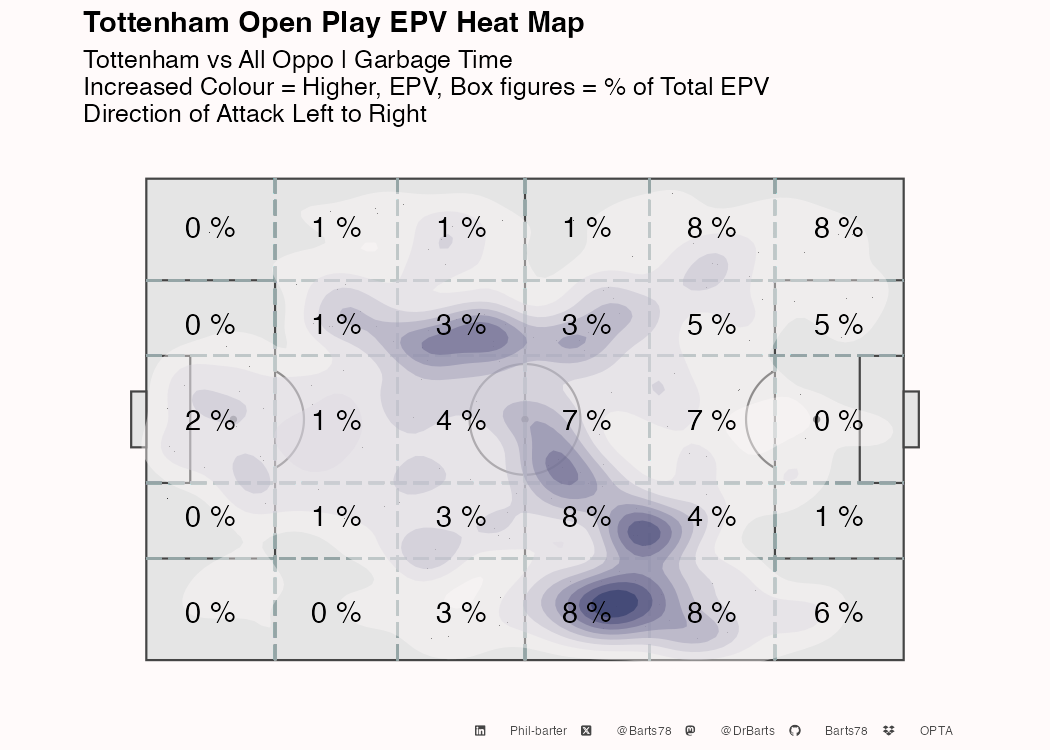 Tottenham Open Play EPV Heat Map
Tottenham vs All Oppo | Garbage Time
Increased Colour = Higher, EPV, Box figures = % of Total EPV
Direction of Attack Left to Right
0 % 1 % 1 % 1 % 8 % 8 %
0 % 1 % 3 % 3 % 5 % 5 %
2 % 1 % 4 % 7 % 7 % 0 %
0 % 1 % 3 % 8 % 4 % 1 %
0 % 0 % 3 % 8 % 8 % 6 %
Phil-barter @Barts78 @DrBarts Barts78 OPTA